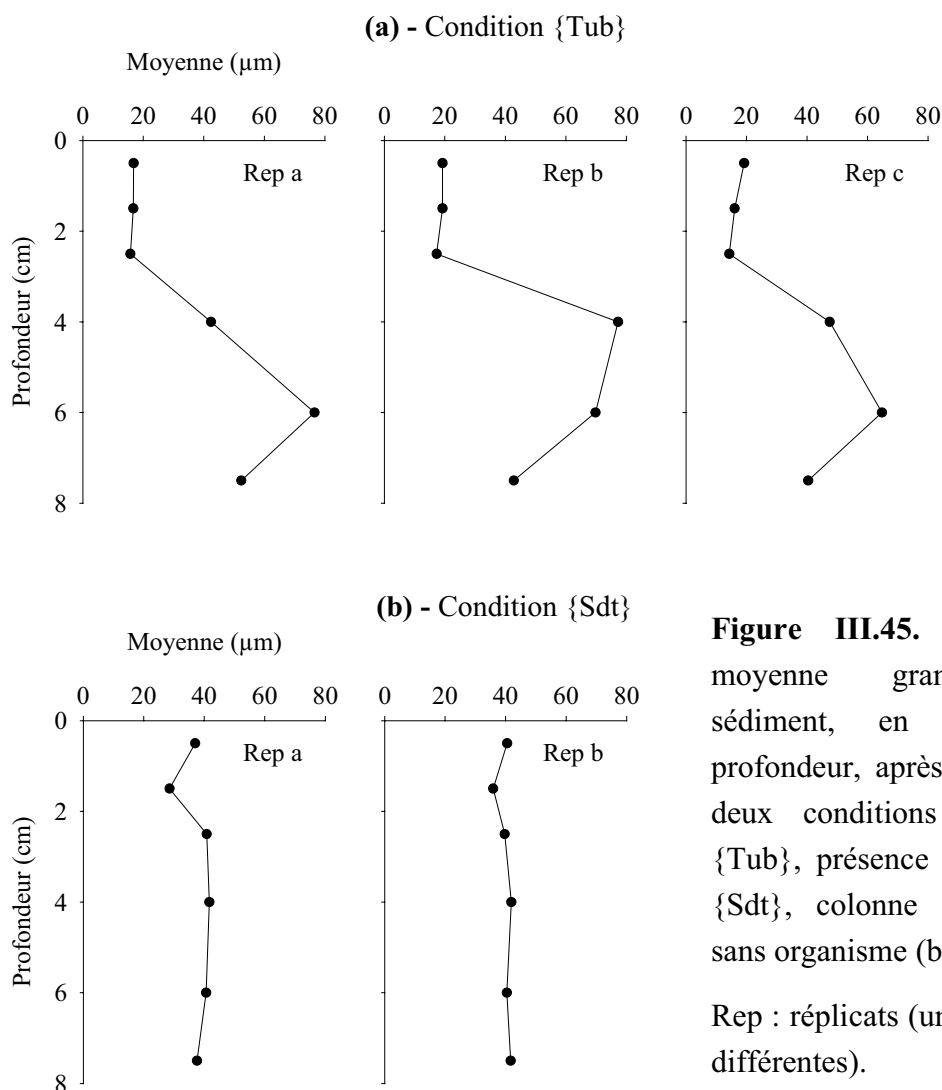 (a) - Condition {Tub}
Moyenne (µm)
0 20 40 60 80 0 20 40 60 80 0 20 40 60 80
0
2
4
6
8
Profondeur (cm)
Rep a
Rep b
Rep c
(b) - Condition {Sdt}
Moyenne (µm)
0 20 40 60 80 0 20 40 60 80
0
2
4
6
8
Profondeur (cm)
Rep a
Rep b
Figure III.45.
moyenne gran
sédiment, en
profondeur, après
deux conditions
{Tub}, présence
{Sdt}, colonne
sans organisme (b
Rep : réplicats (un
différentes).